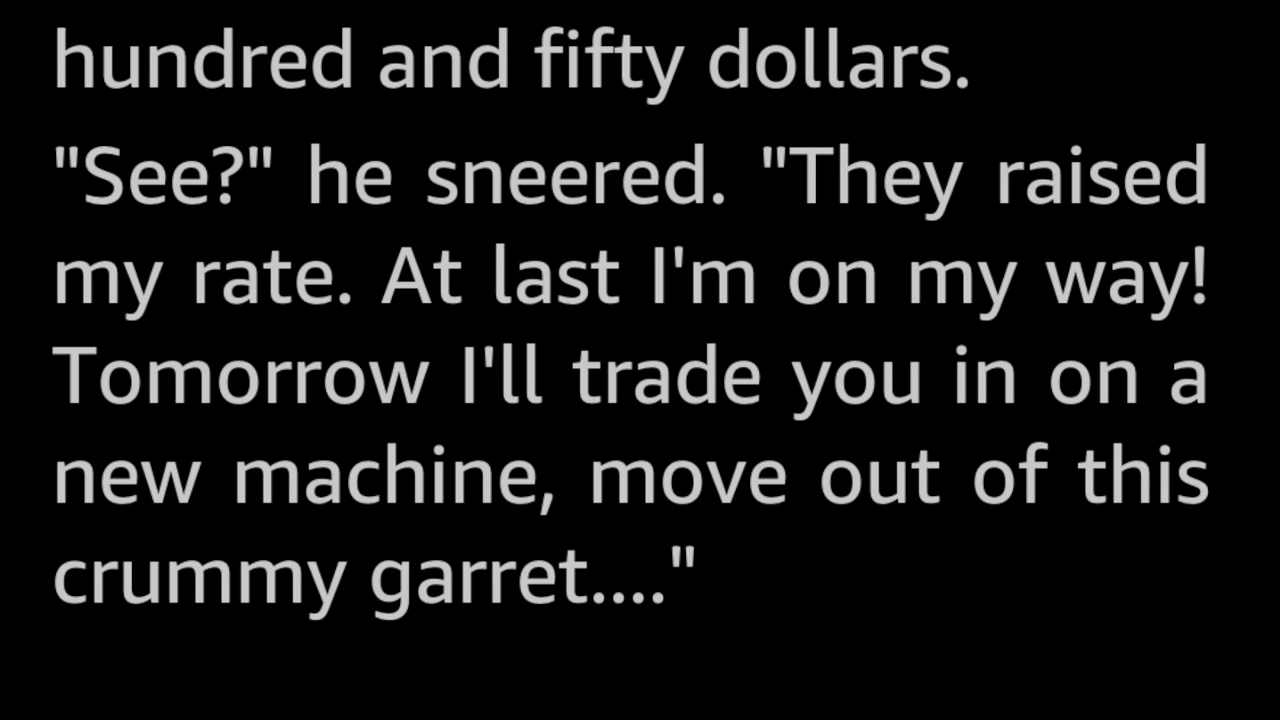 hundred and fifty dollars.
"See?" he sneered. "They raised
my rate. At last I'm on my way!
Tomorrow I'll trade you in on a
new machine, move out of this
crummy garret...."